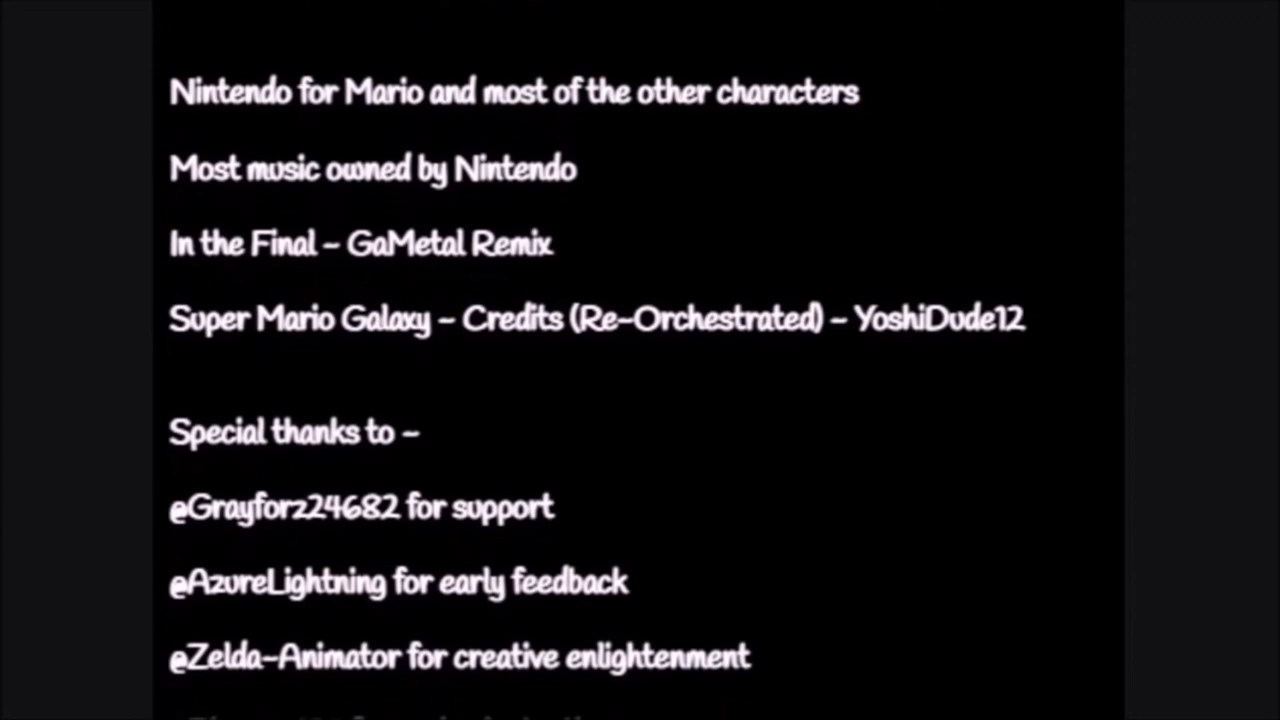 Nintendo for Mario and most of the other characters
Most music owned by Nintendo
In the Final - GaMetal Remix
Super Mario Galaxy - Credits (Re-Orchestrated) - YoshiDude12
Special thanks to -
@Grayforz24682 for support
@AzureLightning for early feedback
@Zelda-Animator for creative enlightenment